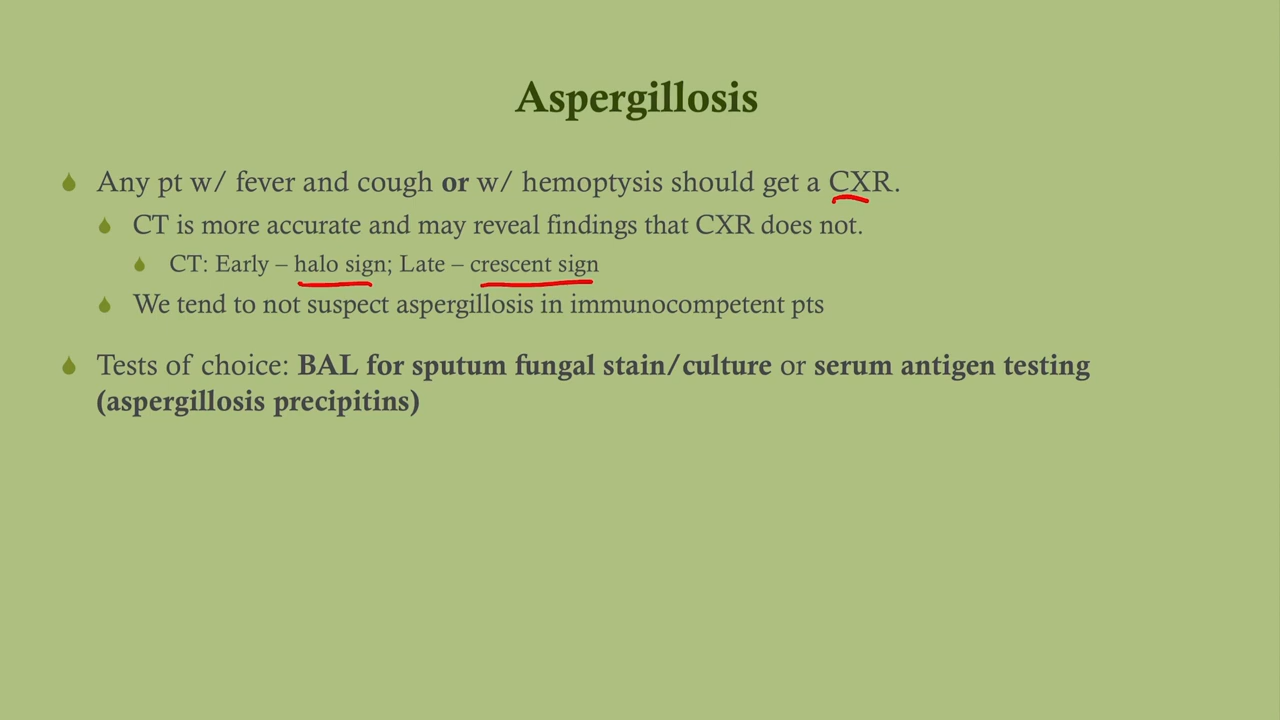 Aspergillosis
Any pt w/ fever and cough or w/ hemoptysis should get a CXR.
CT is more accurate and may reveal findings that CXR does not.
CT: Early – halo sign; Late – crescent sign
We tend to not suspect aspergillosis in immunocompetent pts
Tests of choice: BAL for sputum fungal stain/culture or serum antigen testing
(aspergillosis precipitins)